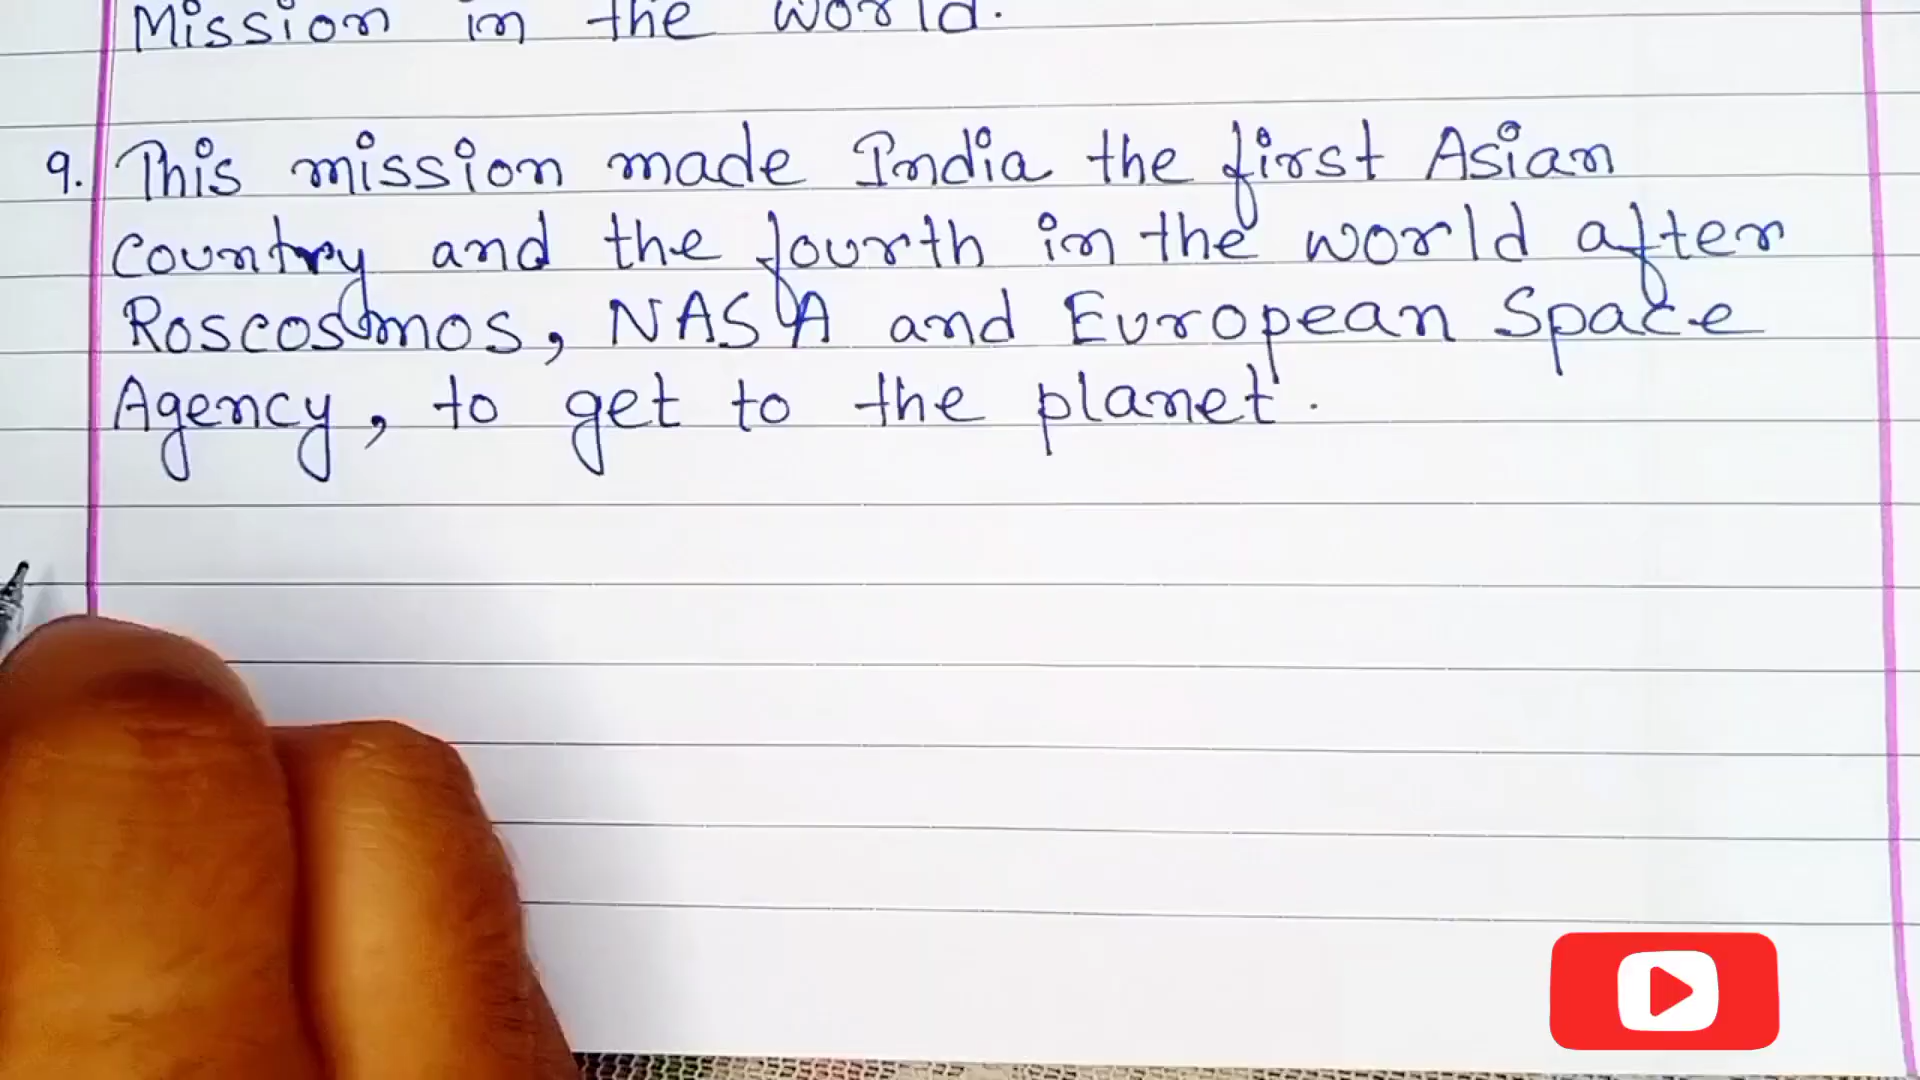 Mission in the world.
9. This mission made India the first Asian
country and the fourth in the world after
Roscosmos, NASA and European Space
Agency, to get to the planet.